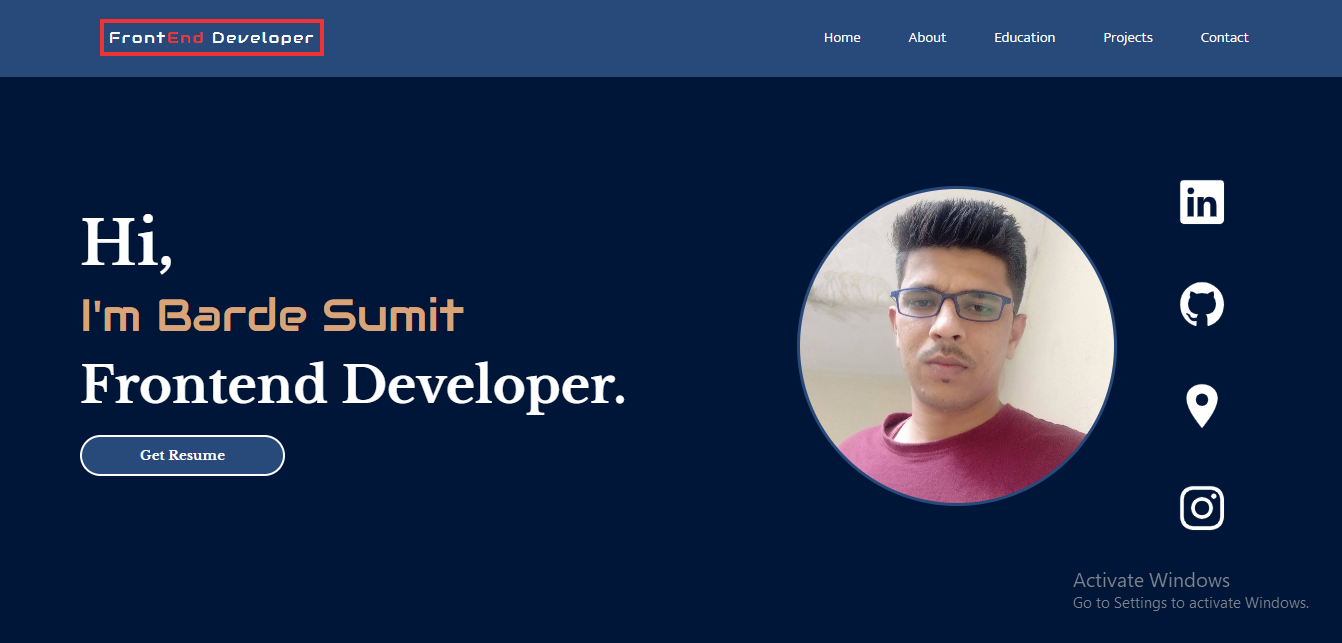 FrontEnd Developer
Home About Education Projects Contact
Hi,
I'm Barde Sumit
Frontend Developer.
Get Resume
in
Activate Windows
Go to Settings to activate Windows.